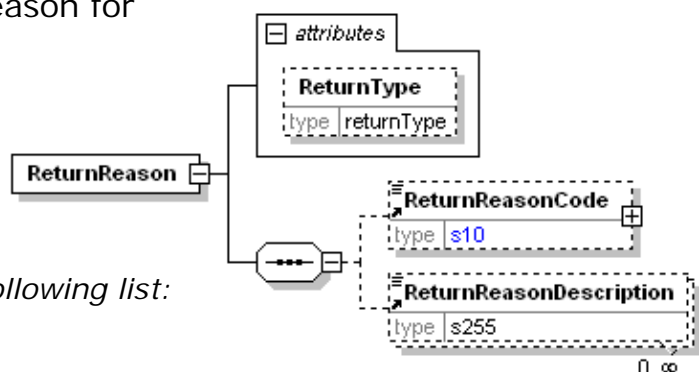 eason for
attributes
ReturnType
type returnType
ReturnReason
ReturnReasonCode
type s10
ollowing list:
ReturnReasonDescription
type s255
0..∞